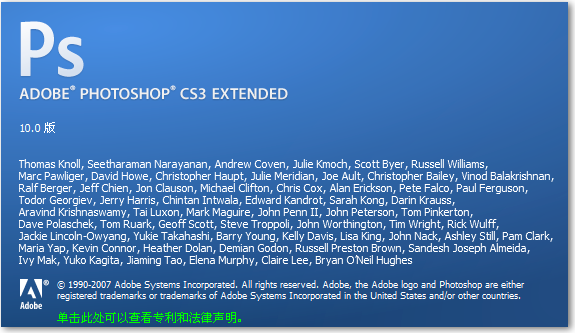 Ps
ADOBE® PHOTOSHOP® CS3 EXTENDED
10.0 版
Thomas Knoll, Seetharaman Narayanan, Andrew Coven, Julie Kmoch, Scott Byer, Russell Williams,
Marc Pawliger, David Howe, Christopher Haupt, Julie Meridian, Joe Ault, Christopher Bailey, Vinod Balakrishnan,
Ralf Berger, Jeff Chien, Jon Clauson, Michael Clifton, Chris Cox, Alan Erickson, Pete Falco, Paul Ferguson,
Todor Georgiev, Jerry Harris, Chintan Intwala, Edward Kandrot, Sarah Kong, Darin Krauss,
Aravind Krishnaswamy, Tai Luxon, Mark Maguire, John Penn II, John Peterson, Tom Pinkerton,
Dave Polaschek, Tom Ruark, Geoff Scott, Steve Troppoli, John Worthington, Tim Wright, Rick Wulff,
Jackie Lincoln-Owyang, Yukie Takahashi, Barry Young, Kelly Davis, Lisa King, John Nack, Ashley Still, Pam Clark,
Maria Yap, Kevin Connor, Heather Dolan, Demian Godon, Russell Preston Brown, Sandesh Joseph Almeida,
Ivy Mak, Yuko Kagita, Jiaming Tao, Elena Murphy, Claire Lee, Bryan O'Neil Hughes
© 1990-2007 Adobe Systems Incorporated. All rights reserved. Adobe, the Adobe logo and Photoshop are either
registered trademarks or trademarks of Adobe Systems Incorporated in the United States and/or other countries.
Adobe
单击此处可以查看专利和法律声明。